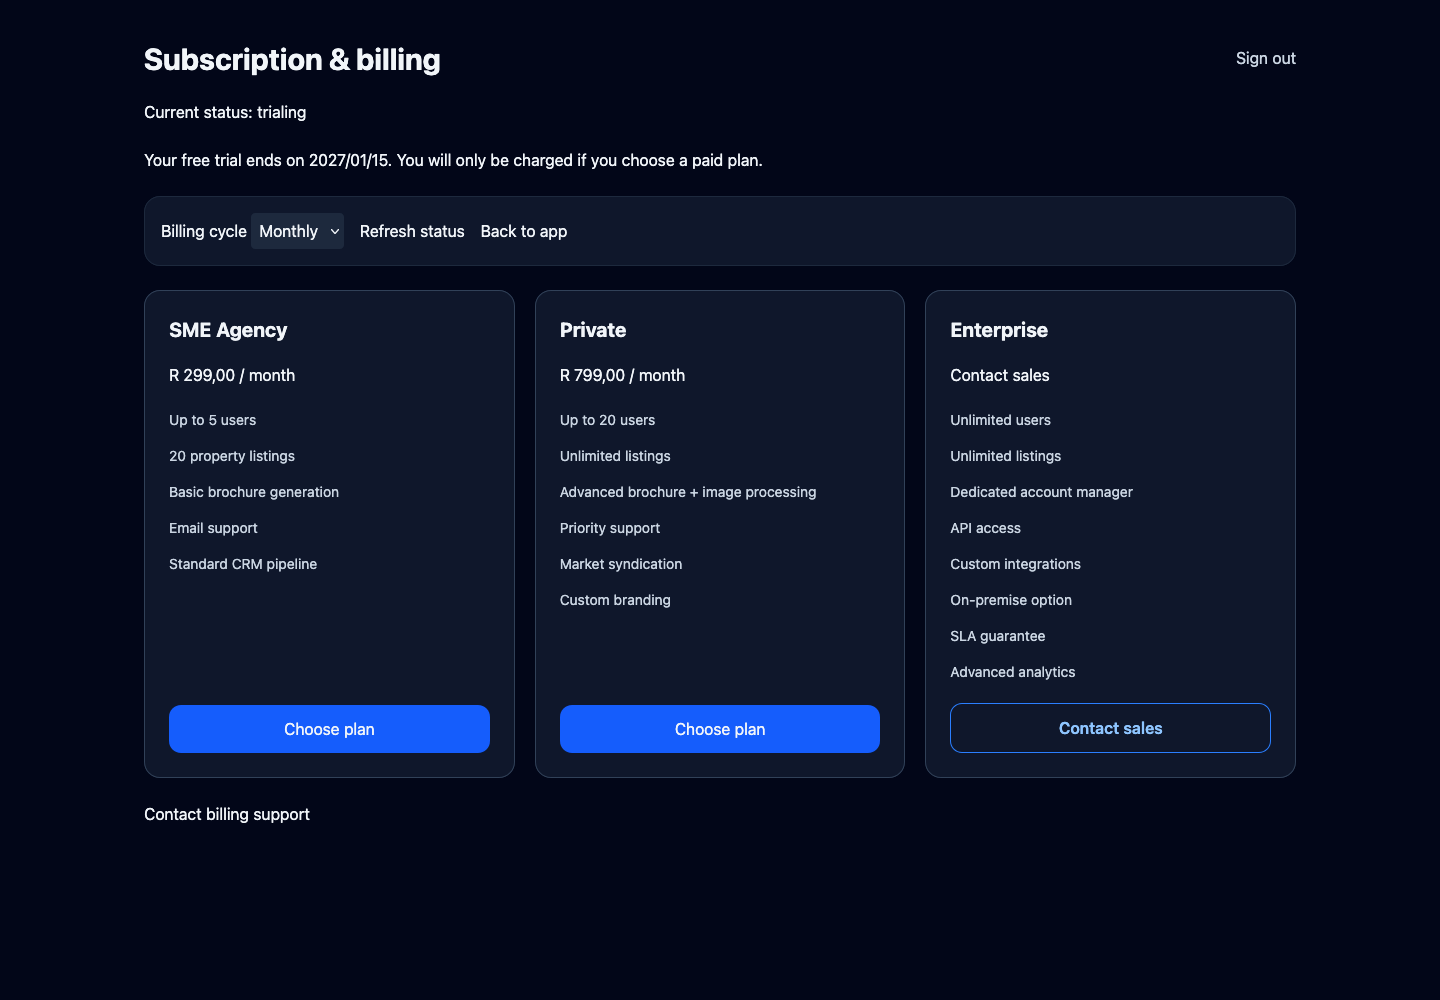 Subscription & billing
Sign out
Current status: trialing
Your free trial ends on 2027/01/15. You will only be charged if you choose a paid plan.
Billing cycle Monthly Refresh status Back to app
SME Agency
R 299,00 / month
Up to 5 users
20 property listings
Basic brochure generation
Email support
Standard CRM pipeline
Choose plan
Private
R 799,00 / month
Up to 20 users
Unlimited listings
Advanced brochure + image processing
Priority support
Market syndication
Custom branding
Choose plan
Enterprise
Contact sales
Unlimited users
Unlimited listings
Dedicated account manager
API access
Custom integrations
On-premise option
SLA guarantee
Advanced analytics
Contact sales
Contact billing support